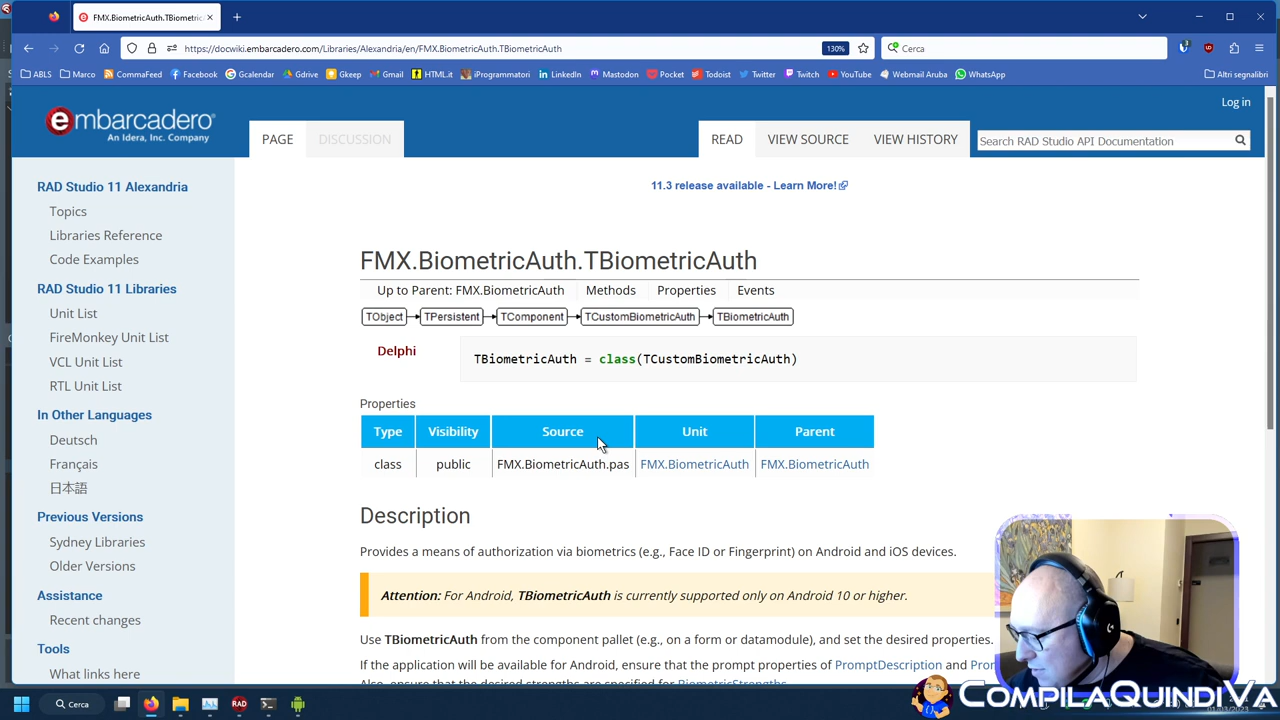 FMX.BiometricAuth.TBiometric
https://docwiki.embarcadero.com/Libraries/Alexandria/en/FMX.BiometricAuth.TBiometricAuth
130%
Cerca
ABLS
Marco
CommaFeed
Facebook
Gcalendar
Gdrive
Gkeep
Gmail
HTML.it
iProgrammatori
LinkedIn
Mastodon
Pocket
Todoist
Twitter
Twitch
YouTube
Webmail Aruba
WhatsApp
Altri segnalibri
Log in
embarcadero
An Idera, Inc. Company
PAGE
DISCUSSION
READ
VIEW SOURCE
VIEW HISTORY
Search RAD Studio API Documentation
RAD Studio 11 Alexandria
Topics
Libraries Reference
Code Examples
RAD Studio 11 Libraries
Unit List
FireMonkey Unit List
VCL Unit List
RTL Unit List
In Other Languages
Deutsch
Français
日本語
Previous Versions
Sydney Libraries
Older Versions
Assistance
Recent changes
Tools
What links here
11.3 release available - Learn More!
FMX.BiometricAuth.TBiometricAuth
Up to Parent: FMX.BiometricAuth
Methods
Properties
Events
TObject
TPersistent
TComponent
TCustomBiometricAuth
TBiometricAuth
Delphi
TBiometricAuth = class(TCustomBiometricAuth)
Properties
Type Visibility Source Unit Parent
class public FMX.BiometricAuth.pas FMX.BiometricAuth FMX.BiometricAuth
Description
Provides a means of authorization via biometrics (e.g., Face ID or Fingerprint) on Android and iOS devices.
Attention: For Android, TBiometricAuth is currently supported only on Android 10 or higher.
Use TBiometricAuth from the component pallet (e.g., on a form or datamodule), and set the desired properties.
If the application will be available for Android, ensure that the prompt properties of PromptDescription and
Also, ensure that the desired strengths are specified for BiometricStrengths.
Cerca
COMPILAQUINDIVA